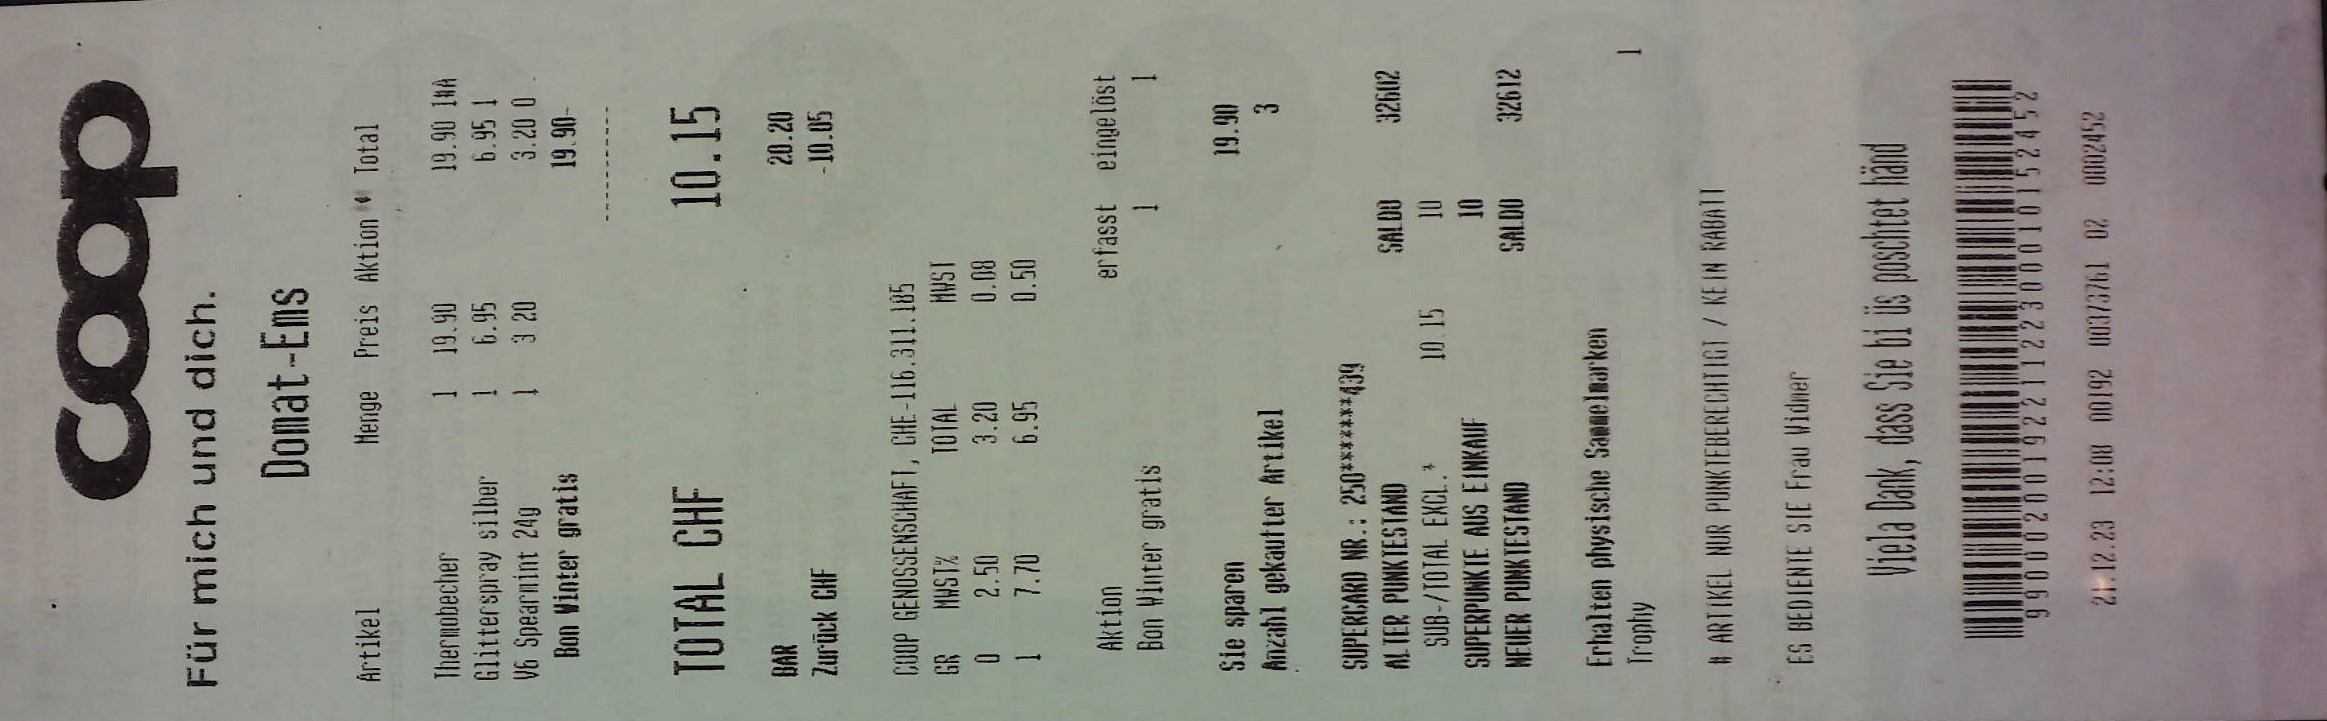 coop
Für mich und dich.
Domat-Ems
Artikel Menge Preis Aktion Total
Thermobecher 1 19.90 19.90 1#A
Glitterspray silber 1 6.95 6.95 1
V6 Spearmint 24g 1 3 20 3.20 0
Bon Winter gratis 19.90-
TOTAL CHF 10.15
BAR 20.20
Zurück CHF -10.05
COOP GENOSSENSCHAFT, CHE-116.311.185
GR MWST% TOTAL MWST
0 2.50 3.20 0.08
1 7.70 6.95 0.50
Aktion erfasst eingelöst
Bon Winter gratis 1 1
Sie sparen 19.90
Anzahl gekaufter Artikel 3
SUPERCARD NR.: 250********439
ALTER PUNKTESTAND SALDO 32602
SUB-/TOTAL EXCL.* 10.15 10
SUPERPUNKTE AUS EINKAUF 10
NEUER PUNKTESTAND SALDO 32612
Erhalten physische Sammelmarken
Trophy 1
# ARTIKEL NUR PUNKTEBERECHTIGT / KEIN RABATT
ES BEDIENTE SIE Frau Widmer
Viela Dank, dass Sie bi üs poschtet händ
9900020019221122300010152452
21.12.23 12:08 00192 00373761 02 0002452